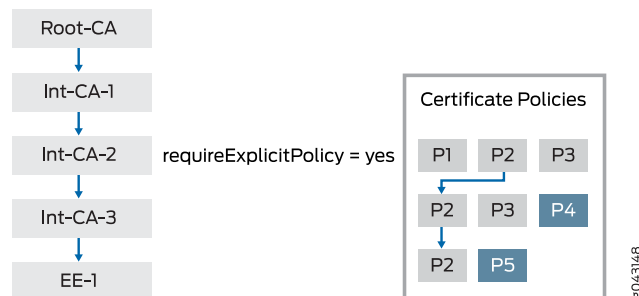 Root-CA
Int-CA-1
Int-CA-2
requireExplicitPolicy = yes
Int-CA-3
EE-1
Certificate Policies
P1 P2 P3
P2 P3 P4
P2 P5
g043148